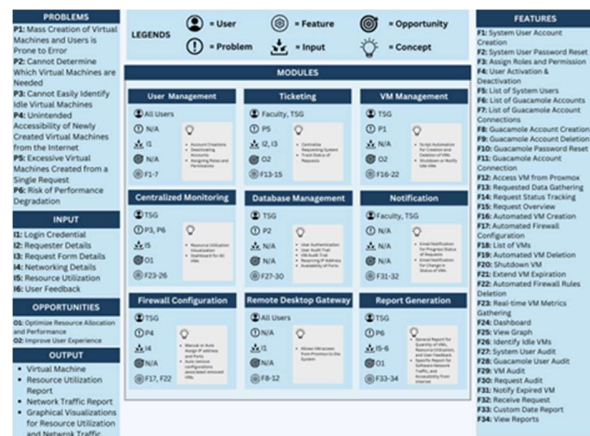 PROBLEMS
P1: Mass Creation of Virtual
Machines and Users is
Prone to Error
P2: Cannot Determine
Which Virtual Machines are
Needed
P3: Cannot Easily Identify
Idle Virtual Machines
P4: Unintended
Accessibility of Newly
Created Virtual Machines
from the Internet
P5: Excessive Virtual
Machines Created from a
Single Request
P6: Risk of Performance
Degradation
INPUT
I1: Login Credential
I2: Requester Details
I3: Request Form Details
I4: Networking Details
I5: Resource Utilization
I6: User Feedback
OPPORTUNITIES
O1: Optimize Resource Allocation
and Performance
O2: Improve User Experience
OUTPUT
• Virtual Machine
• Resource Utilization
Report
• Network Traffic Report
• Graphical Visualizations
for Resource Utilization
and Network Traffic
LEGENDS
= User
= Feature
= Opportunity
= Problem
= Input
= Concept
MODULES
User Management
All Users
N/A
I1
N/A
F1-7
• Account Creations
• Deactivating
Accounts
• Assigning Roles and
Permissions
Ticketing
Faculty, TSG
P5
I2, I3
O2
F13-15
• Centralize
Requesting System
• Track Status of
Requests
VM Management
TSG
P1
N/A
O2
F16-22
• Script Automation
for Creation and
Deletion of VMs
• Shutdown or Notify
Idle VMs
Centralized Monitoring
TSG
P3, P6
I5
O1
F23-26
• Resource Utilization
Visualization
• Dashboard for All
VMs
Database Management
TSG
P2
N/A
N/A
F27-30
• User Authentication
• User Audit Trail
• VM Audit Trail
• Reserving IP Address
• Availability of Ports
Notification
Faculty, TSG
N/A
N/A
N/A
F31-32
• Email Notification
for Progress Status
of Requests
• Email Notification
for Change in
Status of VMs
Firewall Configuration
TSG
P4
I4
N/A
F17, F22
• Manual or Auto
Assign IP address
and Ports
• Auto remove
configurations
associated removed
VMs
Remote Desktop Gateway
All Users
N/A
I1
N/A
F8-12
• Allows VM access
from Proxmox to the
System
Report Generation
TSG
P6
I5-6
O1
F33-34
• General Report for
Quantity of VMs,
Resource Utilization,
and User Feedback
• Specific Report for
Software Network
Traffic, and
Accessibility from
Internet
FEATURES
F1: System User Account
Creation
F2: System User Password Reset
F3: Assign Roles and Permission
F4: User Activation &
Deactivation
F5: List of System Users
F6: List of Guacamole Accounts
F7: List of Guacamole Account
Connections
F8: Guacamole Account Creation
F9: Guacamole Account Deletion
F10: Guacamole Password Reset
F11: Guacamole Account
Connection
F12: Access VM from Proxmox
F13: Requested Data Gathering
F14: Request Status Tracking
F15: Request Overview
F16: Automated VM Creation
F17: Automated Firewall
Configuration
F18: List of VMs
F19: Automated VM Deletion
F20: Shutdown VM
F21: Extend VM Expiration
F22: Automated Firewall Rules
Deletion
F23: Real-time VM Metrics
Gathering
F24: Dashboard
F25: View Graph
F26: Identify Idle VMs
F27: System User Audit
F28: Guacamole User Audit
F29: VM Audit
F30: Request Audit
F31: Notify Expired VM
F32: Receive Request
F33: Custom Date Report
F34: View Reports